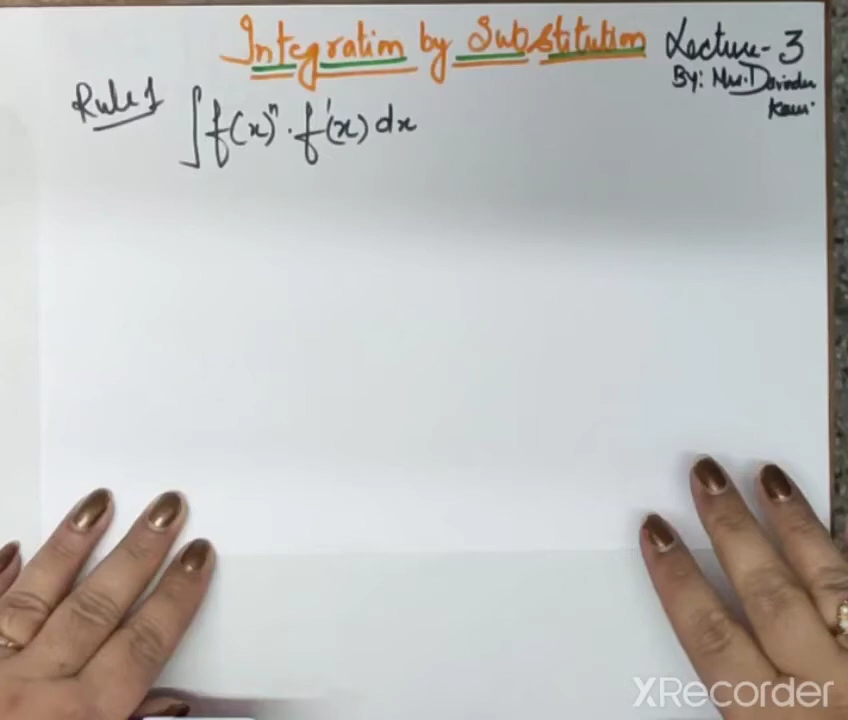 Integration by Substitution Lecture-3
By: Mrs. Davinder
Kaur
Rule 1 ∫f(x)ⁿ · f'(x) dx
XRecorder